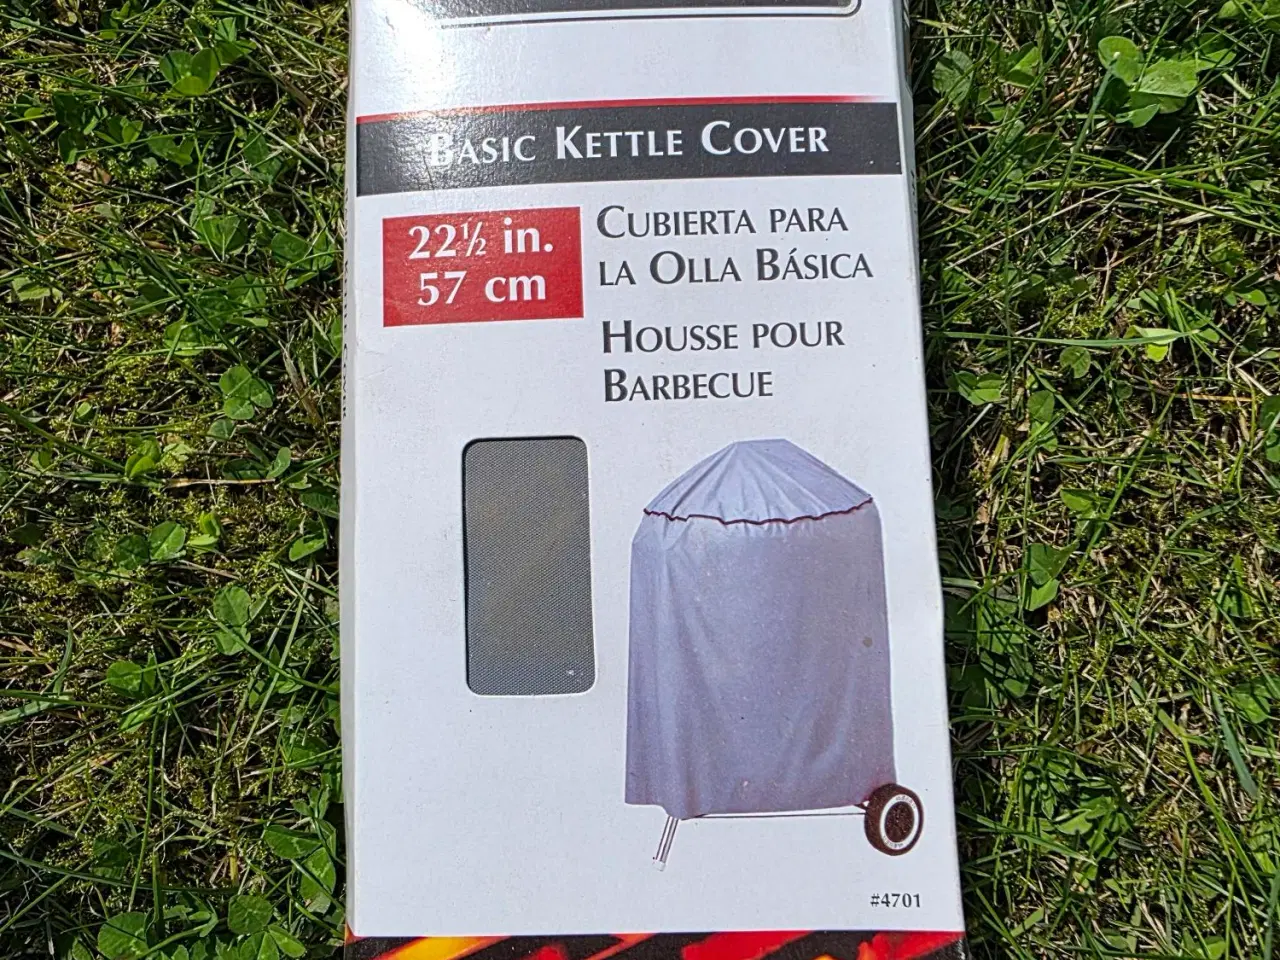 BASIC KETTLE COVER
22½ in.
57 cm
CUBIERTA PARA
LA OLLA BÁSICA
HOUSSE POUR
BARBECUE
#4701